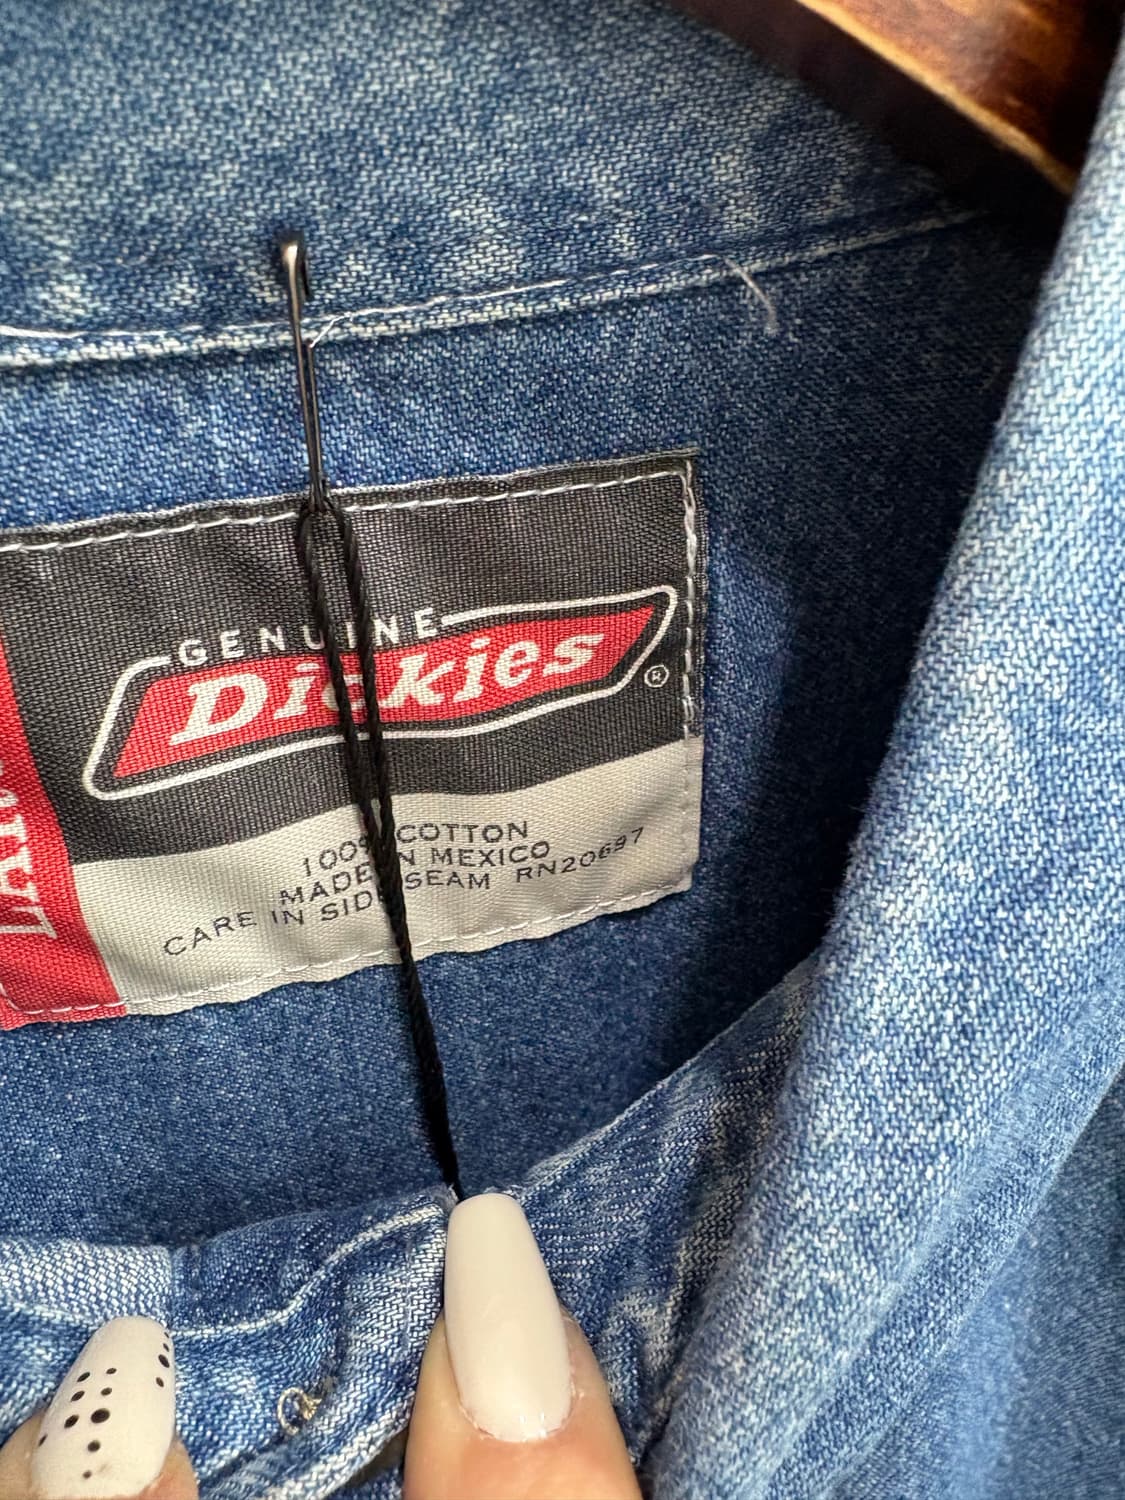 GENUINE
Dickies
®
100% COTTON
MADE IN MEXICO
CARE IN SIDE SEAM RN20697